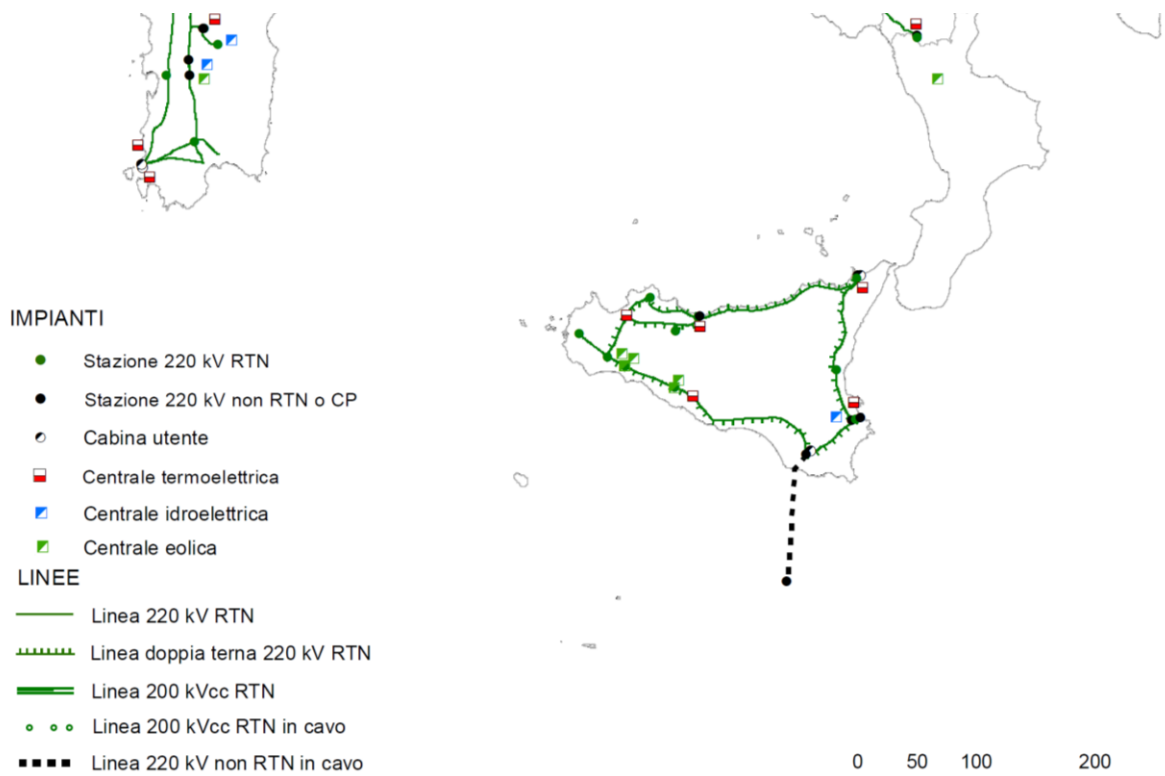 IMPIANTI
Stazione 220 kV RTN
Stazione 220 kV non RTN o CP
Cabina utente
Centrale termoelettrica
Centrale idroelettrica
Centrale eolica
LINEE
Linea 220 kV RTN
Linea doppia terna 220 kV RTN
Linea 200 kVcc RTN
Linea 200 kVcc RTN in cavo
Linea 220 kV non RTN in cavo
0 50 100 200